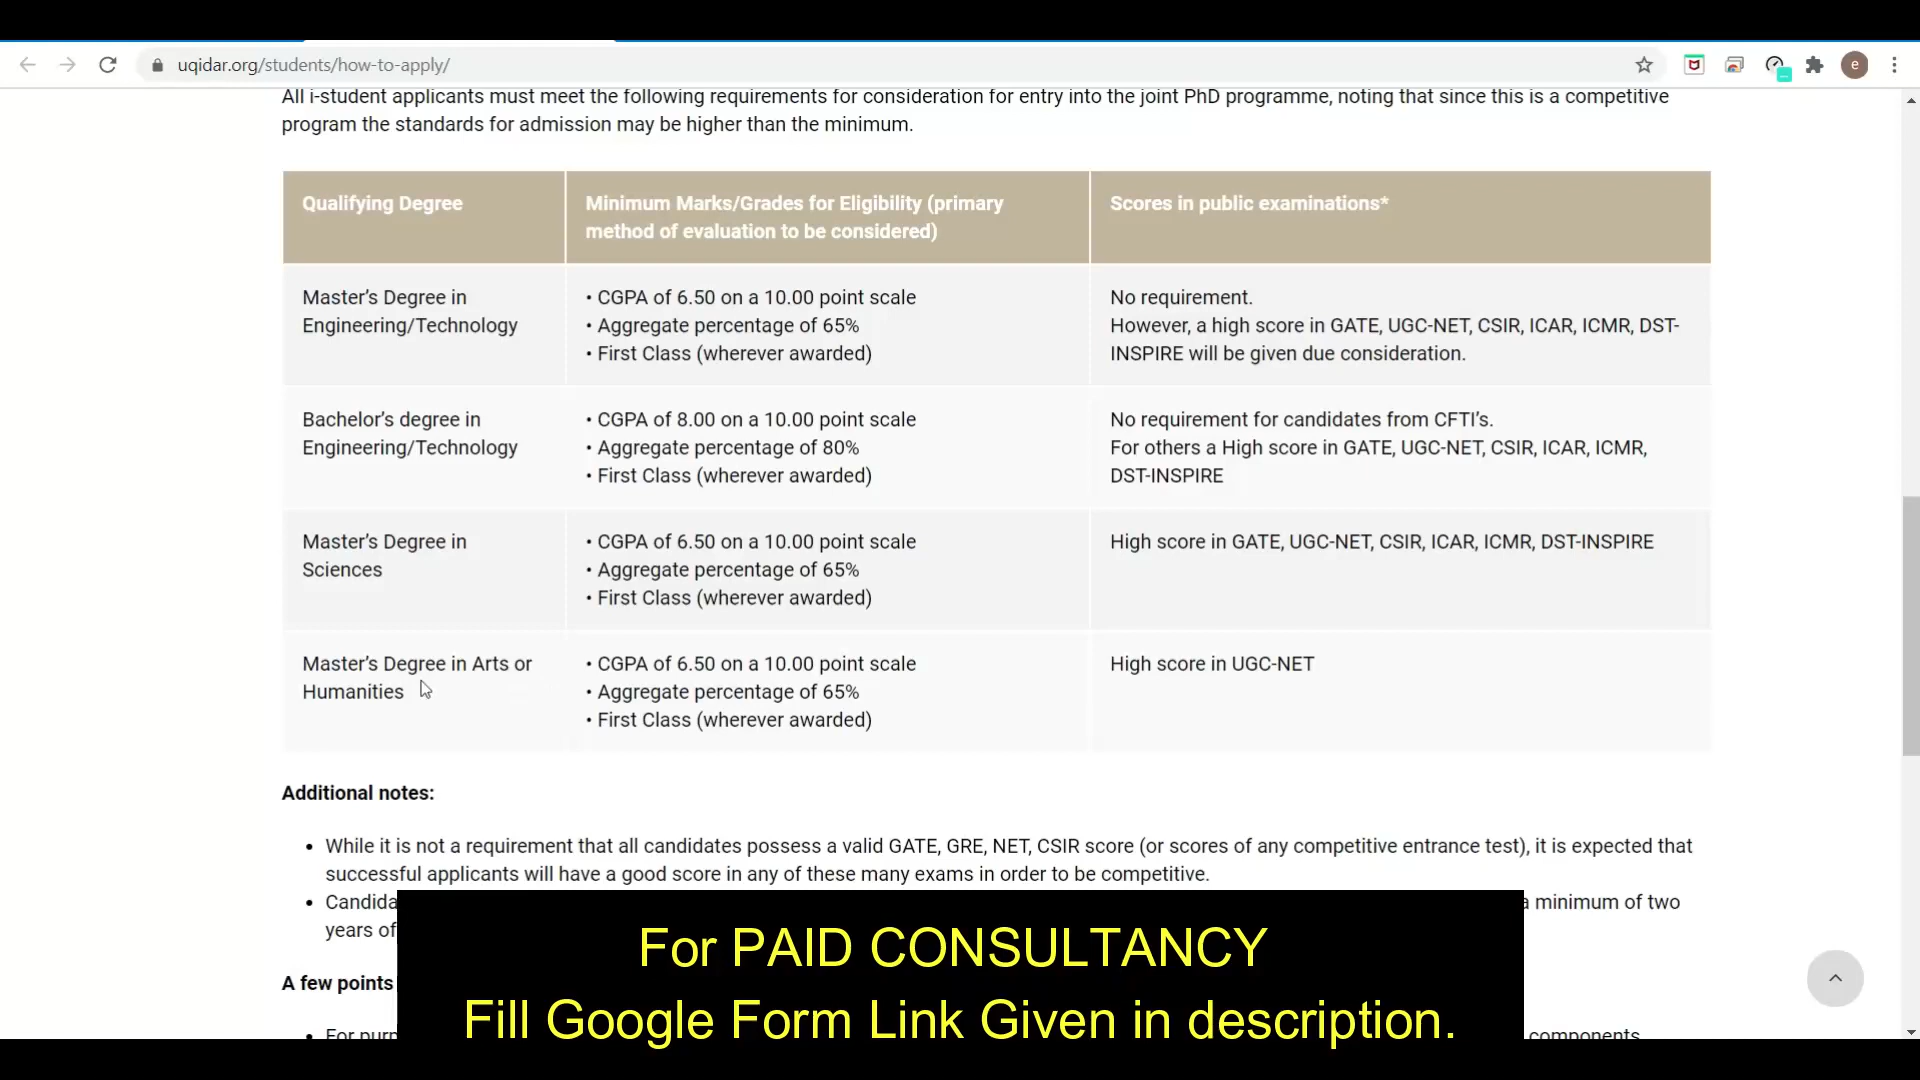 uqidar.org/students/how-to-apply/
e
All i-student applicants must meet the following requirements for consideration for entry into the joint PhD programme, noting that since this is a competitive
program the standards for admission may be higher than the minimum.
Qualifying Degree
Minimum Marks/Grades for Eligibility (primary
method of evaluation to be considered)
Scores in public examinations*
Master’s Degree in
Engineering/Technology
• CGPA of 6.50 on a 10.00 point scale
• Aggregate percentage of 65%
• First Class (wherever awarded)
No requirement.
However, a high score in GATE, UGC-NET, CSIR, ICAR, ICMR, DST-
INSPIRE will be given due consideration.
Bachelor’s degree in
Engineering/Technology
• CGPA of 8.00 on a 10.00 point scale
• Aggregate percentage of 80%
• First Class (wherever awarded)
No requirement for candidates from CFTI’s.
For others a High score in GATE, UGC-NET, CSIR, ICAR, ICMR,
DST-INSPIRE
Master’s Degree in
Sciences
• CGPA of 6.50 on a 10.00 point scale
• Aggregate percentage of 65%
• First Class (wherever awarded)
High score in GATE, UGC-NET, CSIR, ICAR, ICMR, DST-INSPIRE
Master’s Degree in Arts or
Humanities
• CGPA of 6.50 on a 10.00 point scale
• Aggregate percentage of 65%
• First Class (wherever awarded)
High score in UGC-NET
Additional notes:
• While it is not a requirement that all candidates possess a valid GATE, GRE, NET, CSIR score (or scores of any competitive entrance test), it is expected that
successful applicants will have a good score in any of these many exams in order to be competitive.
• Candida a minimum of two
years of
A few points
• For purp components
For PAID CONSULTANCY
Fill Google Form Link Given in description.